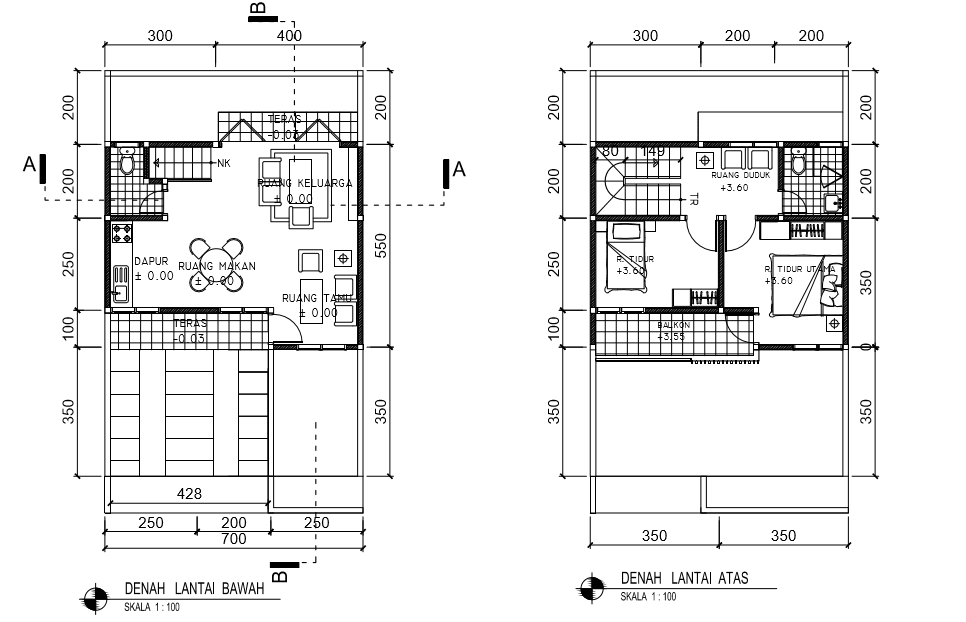 B
300 400
200 200
TERAS
-0.03
A A
NK
200
RUANG KELUARGA
± 0.00
550
250
DAPUR
± 0.00
RUANG MAKAN
± 0.00
RUANG TAMU
± 0.00
100
TERAS
-0.03
350 350
428
250 200 250
700
B
DENAH LANTAI BAWAH
SKALA 1 : 100
300 200 200
200 200
80 149
RUANG DUDUK
+3.60
200 200
TR
250
R. TIDUR
+3.60
R. TIDUR UTAMA
+3.60
350
100
BALKON
+3.55
0
350 350
350 350
DENAH LANTAI ATAS
SKALA 1 : 100